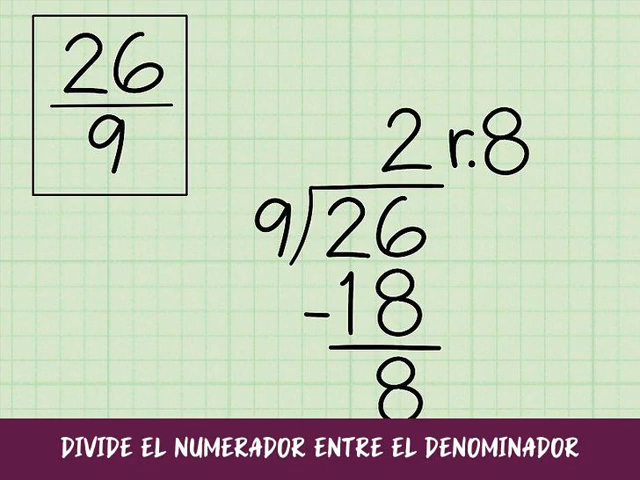 26
9
2 r.8
9)26
-18
8
DIVIDE EL NUMERADOR ENTRE EL DENOMINADOR